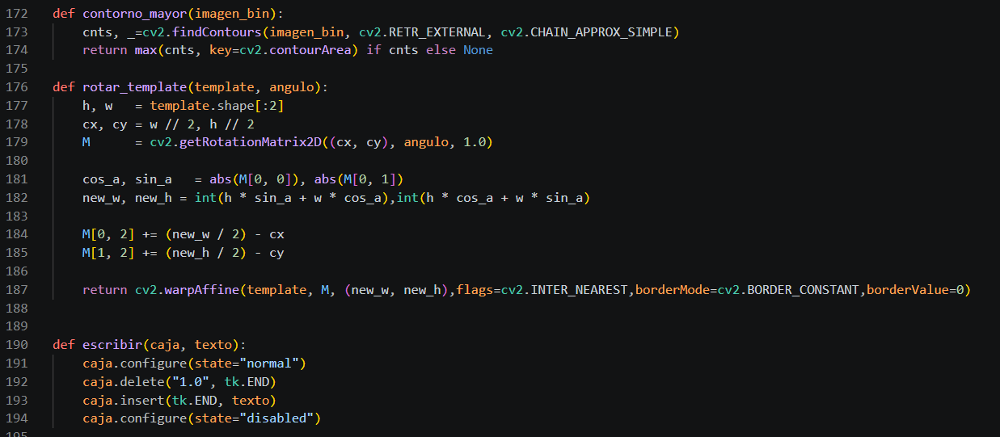 172 def contorno_mayor(imagen_bin):
173     cnts, _=cv2.findContours(imagen_bin, cv2.RETR_EXTERNAL, cv2.CHAIN_APPROX_SIMPLE)
174     return max(cnts, key=cv2.contourArea) if cnts else None
175
176 def rotar_template(template, angulo):
177     h, w   = template.shape[:2]
178     cx, cy = w // 2, h // 2
179     M      = cv2.getRotationMatrix2D((cx, cy), angulo, 1.0)
180
181     cos_a, sin_a   = abs(M[0, 0]), abs(M[0, 1])
182     new_w, new_h = int(h * sin_a + w * cos_a),int(h * cos_a + w * sin_a)
183
184     M[0, 2] += (new_w / 2) - cx
185     M[1, 2] += (new_h / 2) - cy
186
187     return cv2.warpAffine(template, M, (new_w, new_h),flags=cv2.INTER_NEAREST,borderMode=cv2.BORDER_CONSTANT,borderValue=0)
188
189
190 def escribir(caja, texto):
191     caja.configure(state="normal")
192     caja.delete("1.0", tk.END)
193     caja.insert(tk.END, texto)
194     caja.configure(state="disabled")
195